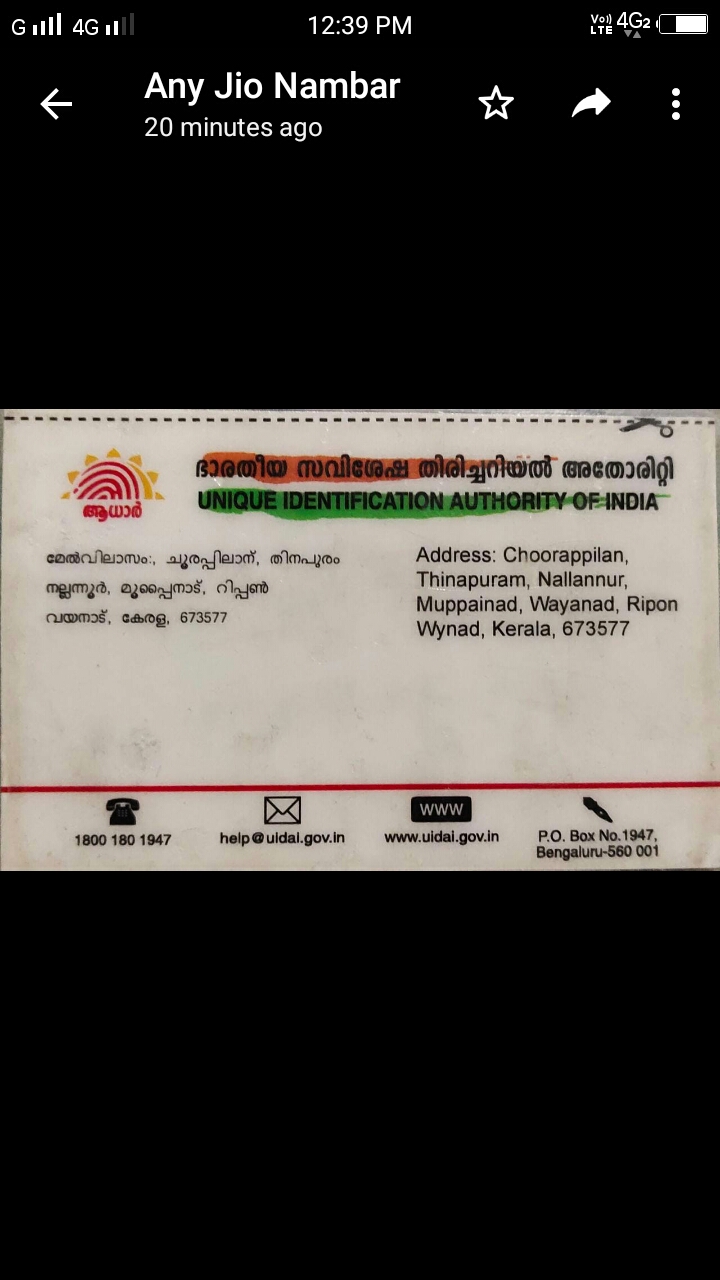 G 4G 12:39 PM Vo)) LTE 4G2
Any Jio Nambar
20 minutes ago
ഭാരതീയ സവിശേഷ തിരിച്ചറിയൽ അതോരിറ്റി
ആധാർ
UNIQUE IDENTIFICATION AUTHORITY OF INDIA
മേൽവിലാസം:, ചൂരപ്പിലാന്, തിനപുരം
നല്ലന്നൂർ, മൂപ്പൈനാട്, റിപ്പൺ
വയനാട്, കേരള, 673577
Address: Choorappilan,
Thinapuram, Nallannur,
Muppainad, Wayanad, Ripon
Wynad, Kerala, 673577
1800 180 1947
help@uidai.gov.in
WWW
www.uidai.gov.in
P.O. Box No.1947,
Bengaluru-560 001